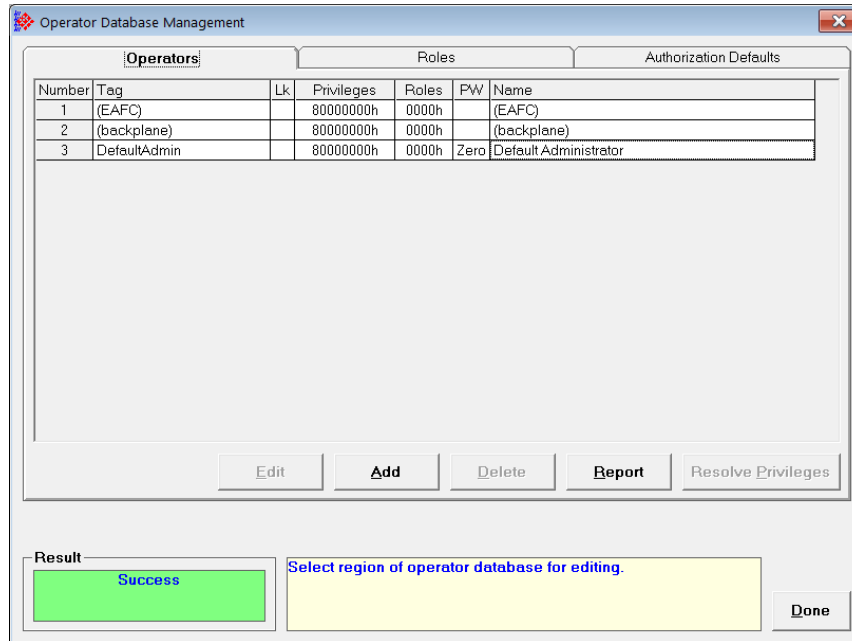 Operator Database Management
Operators Roles Authorization Defaults
Number Tag Lk Privileges Roles PW Name
1 (EAFC) 80000000h 0000h (EAFC)
2 (backplane) 80000000h 0000h (backplane)
3 DefaultAdmin 80000000h 0000h Zero Default Administrator
Edit Add Delete Report Resolve Privileges
Result
Success
Select region of operator database for editing.
Done